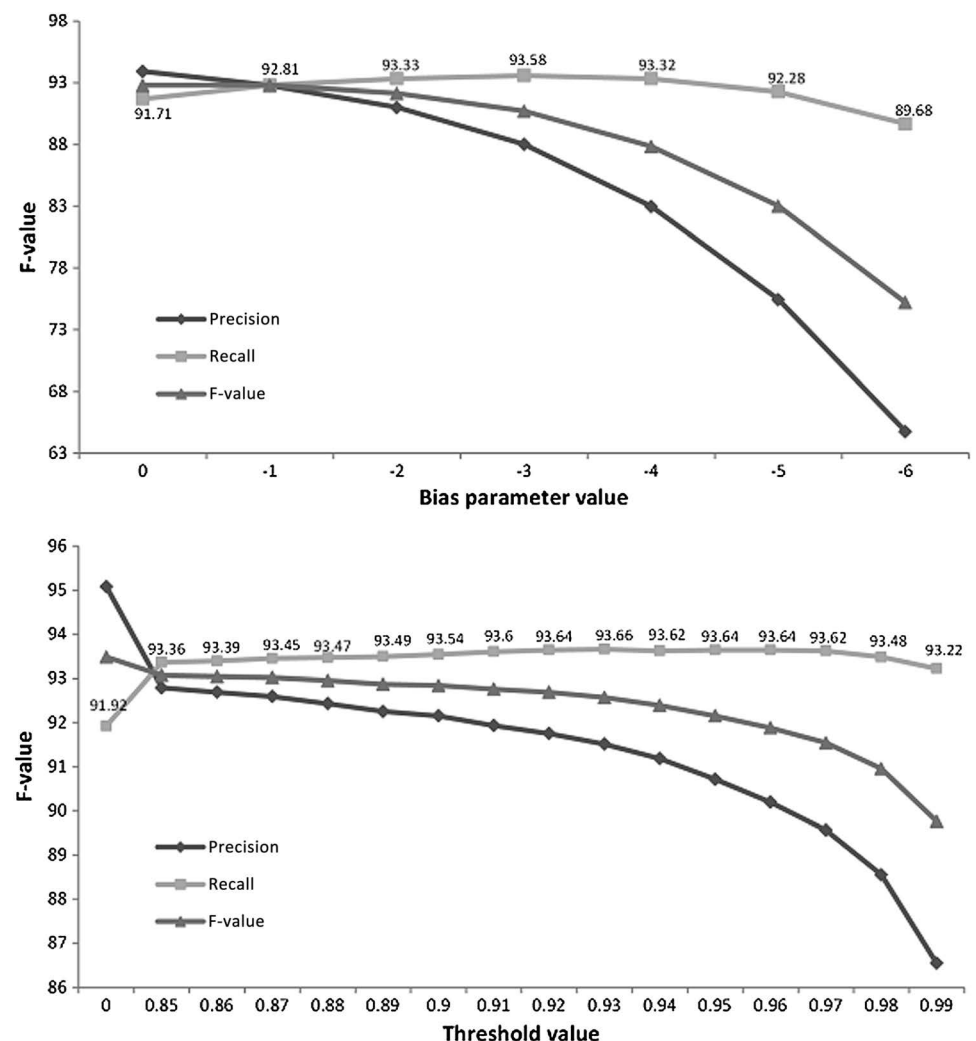 98
93
88
83
78
73
68
63
F-value
91.71
92.81
93.33
93.58
93.32
92.28
89.68
Precision
Recall
F-value
0 -1 -2 -3 -4 -5 -6
Bias parameter value
96
95
94
93
92
91
90
89
88
87
86
F-value
91.92
93.36 93.39 93.45 93.47 93.49 93.54 93.6 93.64 93.66 93.62 93.64 93.64 93.62 93.48 93.22
Precision
Recall
F-value
0 0.85 0.86 0.87 0.88 0.89 0.9 0.91 0.92 0.93 0.94 0.95 0.96 0.97 0.98 0.99
Threshold value